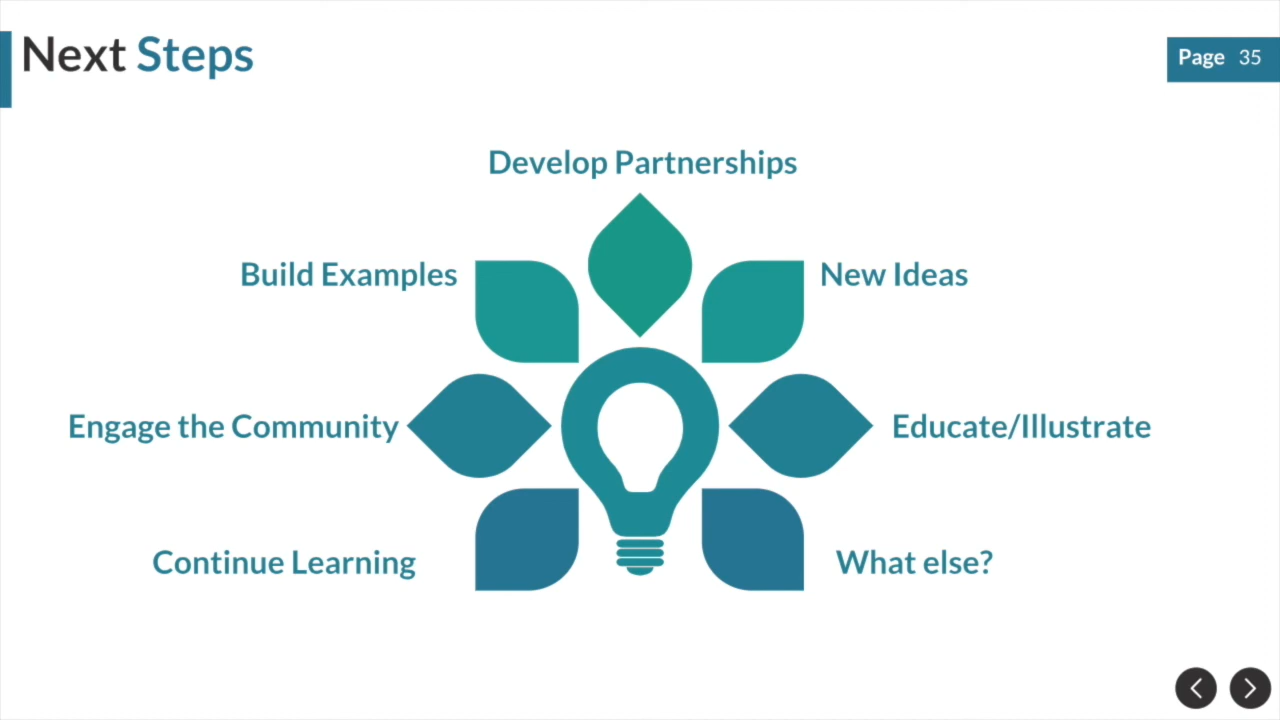 Next Steps
Page 35
Develop Partnerships
Build Examples
New Ideas
Engage the Community
Educate/Illustrate
Continue Learning
What else?